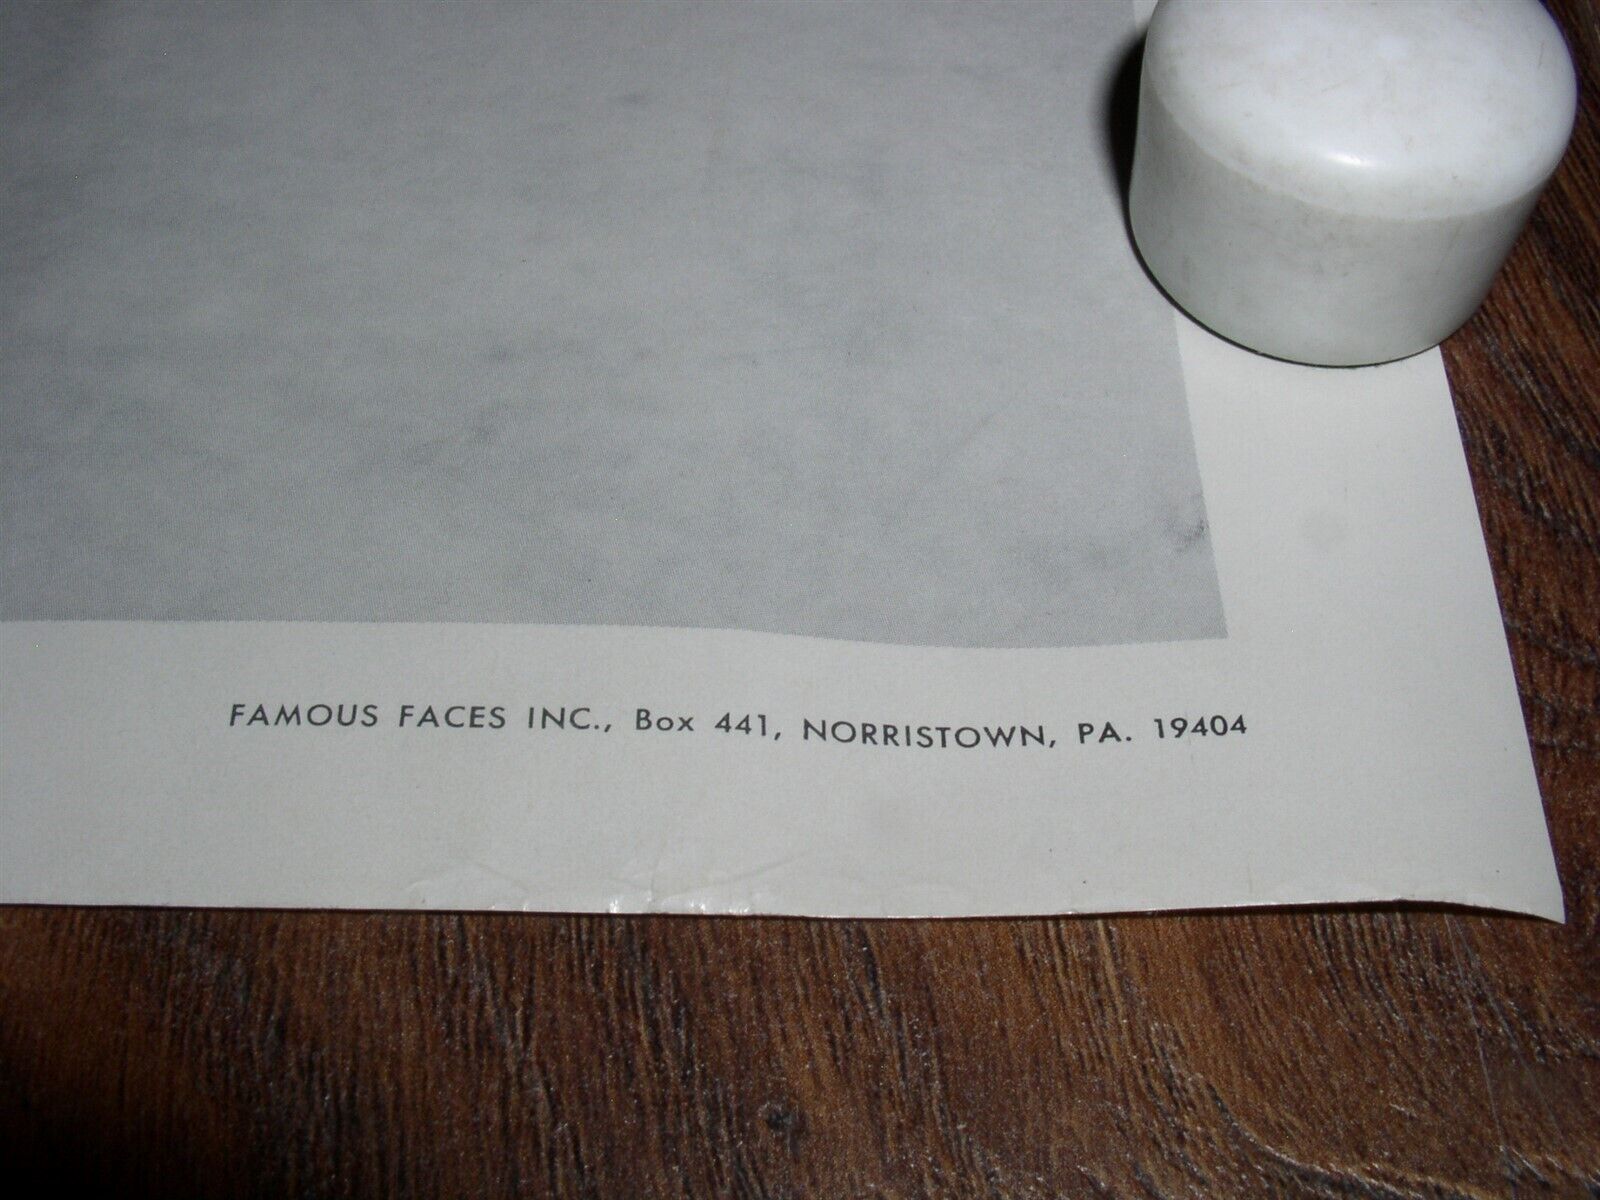 FAMOUS FACES INC., Box 441, NORRISTOWN, PA. 19404